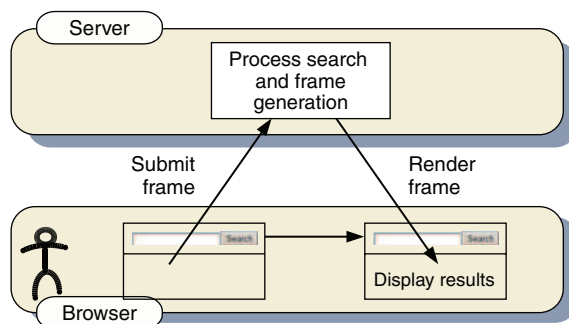 Server
Process search
and frame
generation
Submit
frame
Render
frame
Search
Search
Display results
Browser